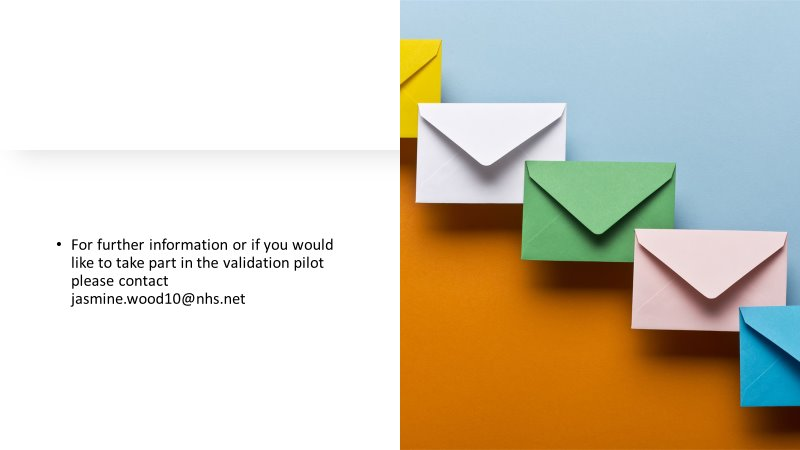 • For further information or if you would
like to take part in the validation pilot
please contact
jasmine.wood10@nhs.net